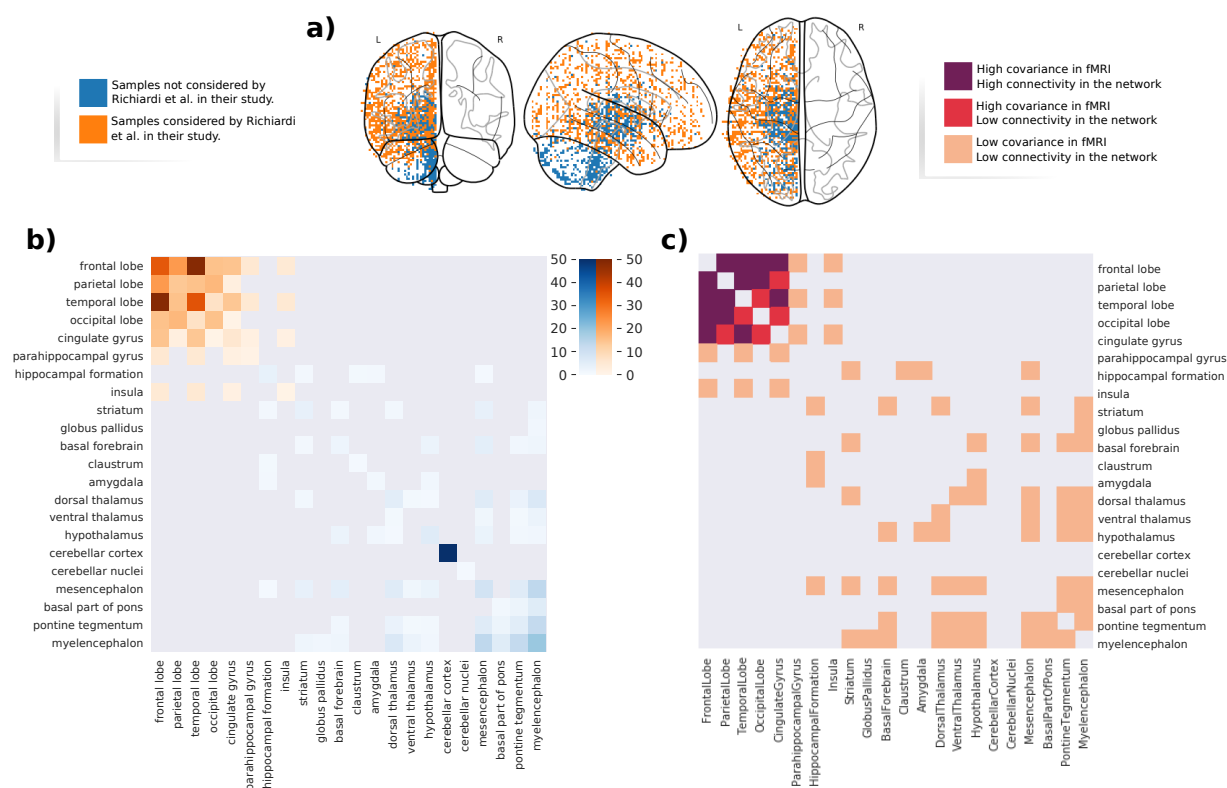 a)
L
R
L
R
Samples not considered by
Richiardi et al. in their study.
Samples considered by Richiardi
et al. in their study.
High covariance in fMRI
High connectivity in the network
High covariance in fMRI
Low connectivity in the network
Low covariance in fMRI
Low connectivity in the network
b)
frontal lobe
parietal lobe
temporal lobe
occipital lobe
cingulate gyrus
parahippocampal gyrus
hippocampal formation
insula
striatum
globus pallidus
basal forebrain
claustrum
amygdala
dorsal thalamus
ventral thalamus
hypothalamus
cerebellar cortex
cerebellar nuclei
mesencephalon
basal part of pons
pontine tegmentum
myelencephalon
50 50
40 40
30 30
20 20
10 10
0 0
frontal lobe
parietal lobe
temporal lobe
occipital lobe
cingulate gyrus
parahippocampal gyrus
hippocampal formation
insula
striatum
globus pallidus
basal forebrain
claustrum
amygdala
dorsal thalamus
ventral thalamus
hypothalamus
cerebellar cortex
cerebellar nuclei
mesencephalon
basal part of pons
pontine tegmentum
myelencephalon
c)
frontal lobe
parietal lobe
temporal lobe
occipital lobe
cingulate gyrus
parahippocampal gyrus
hippocampal formation
insula
striatum
globus pallidus
basal forebrain
claustrum
amygdala
dorsal thalamus
ventral thalamus
hypothalamus
cerebellar cortex
cerebellar nuclei
mesencephalon
basal part of pons
pontine tegmentum
myelencephalon
FrontalLobe
ParietalLobe
TemporalLobe
OccipitalLobe
CingulateGyrus
ParahippocampalGyrus
HippocampalFormation
Insula
Striatum
GlobusPallidus
BasalForebrain
Claustrum
Amygdala
DorsalThalamus
VentralThalamus
Hypothalamus
CerebellarCortex
CerebellarNuclei
Mesencephalon
BasalPartOfPons
PontineTegmentum
Myelencephalon